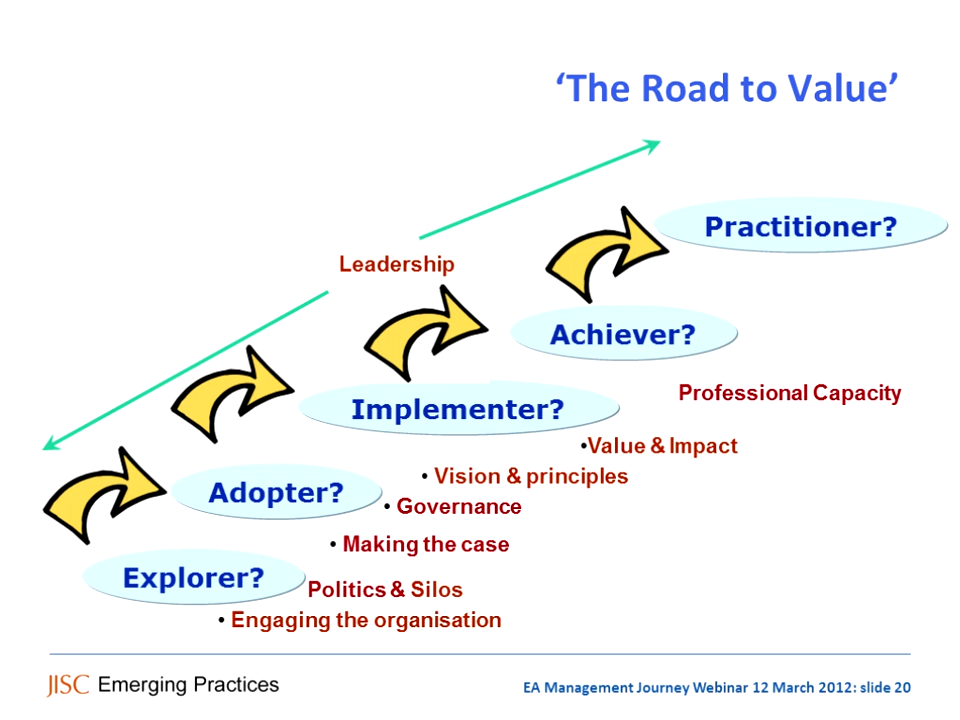 ‘The Road to Value’
Practitioner?
Leadership
Achiever?
Professional Capacity
Implementer?
•Value & Impact
• Vision & principles
Adopter?
• Governance
• Making the case
Explorer?
Politics & Silos
• Engaging the organisation
JISC Emerging Practices
EA Management Journey Webinar 12 March 2012: slide 20